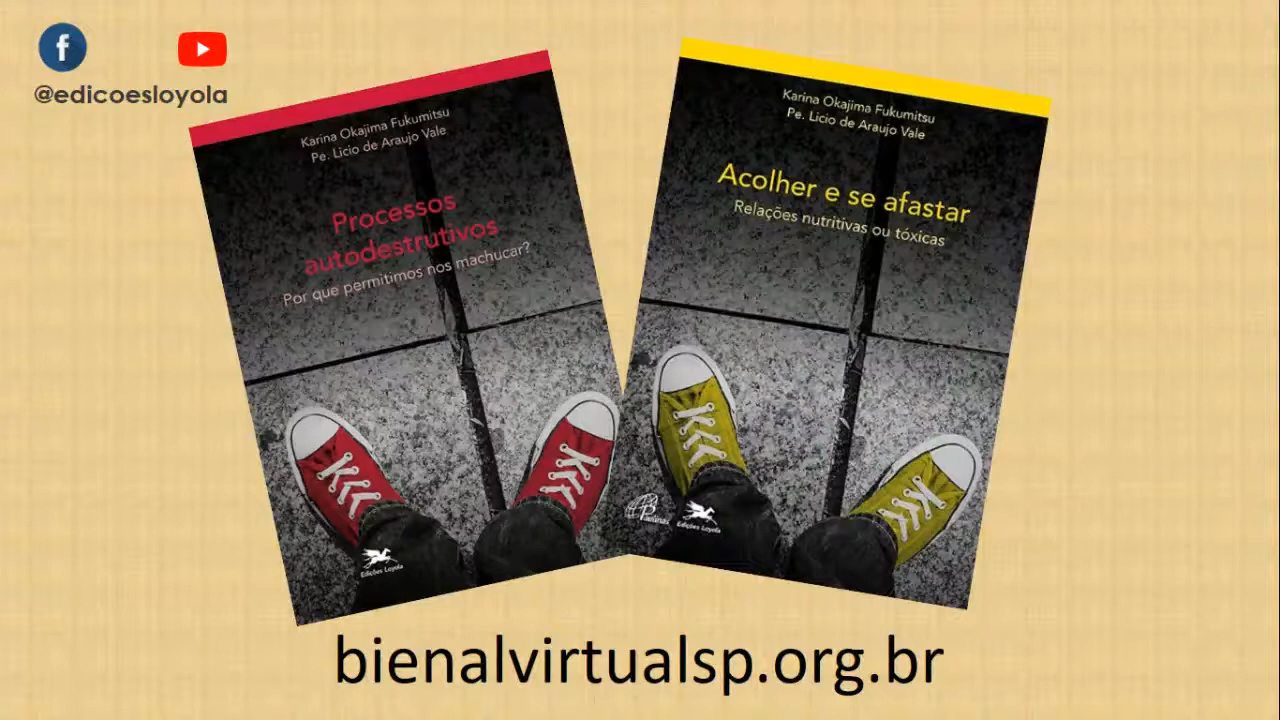 f
@edicoesloyola
Karina Okajima Fukumitsu
Pe. Licio de Araujo Vale
Processos
autodestrutivos
Por que permitimos nos machucar?
Edições Loyola
Karina Okajima Fukumitsu
Pe. Licio de Araujo Vale
Acolher e se afastar
Relações nutritivas ou tóxicas
Paulinas
Edições Loyola
bienalvirtualsp.org.br